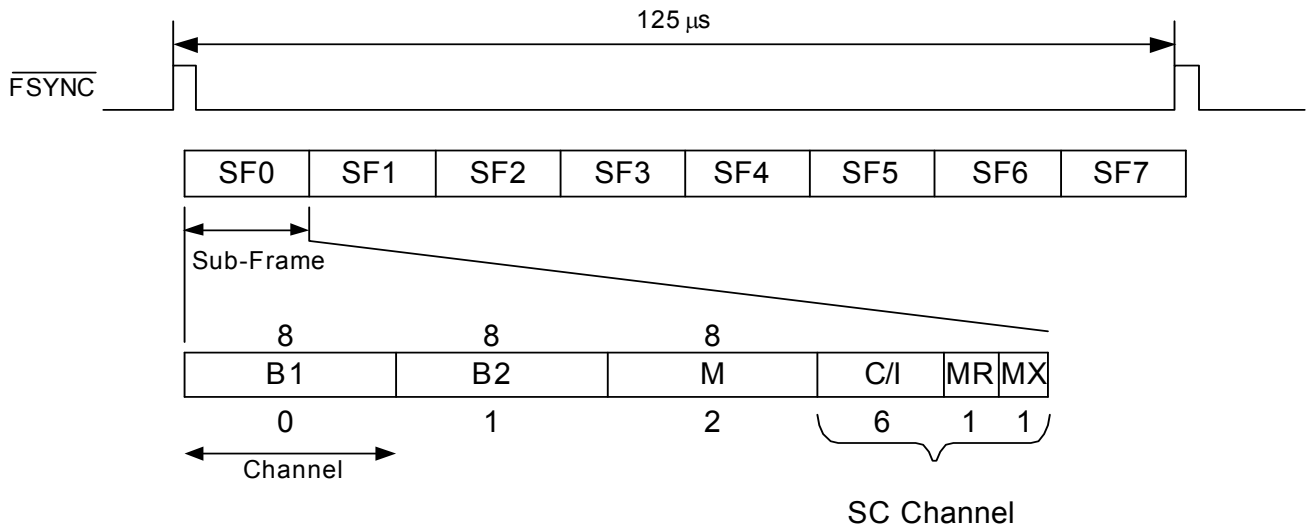 125 μs
FSYNC
SF0 SF1 SF2 SF3 SF4 SF5 SF6 SF7
Sub-Frame
8 8 8
B1 B2 M C/I MR MX
0 1 2 6 1 1
Channel
SC Channel